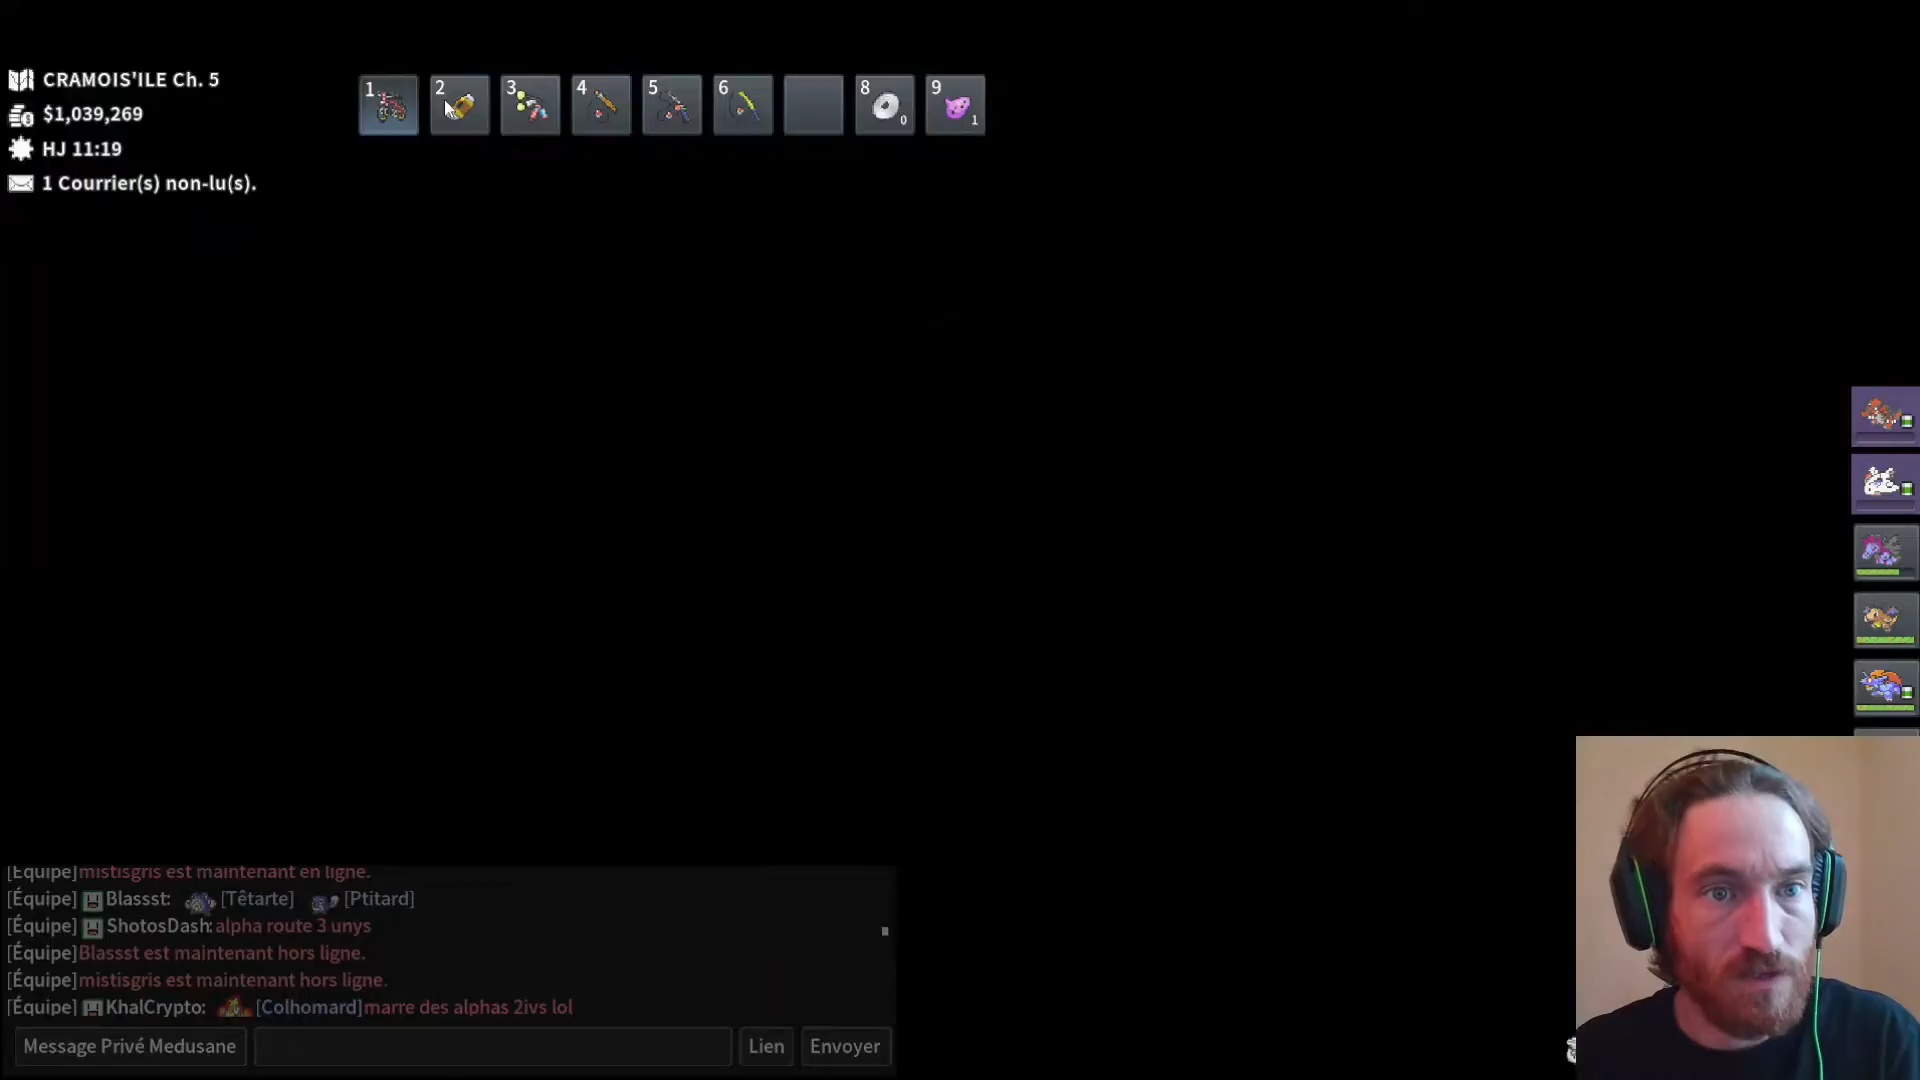 CRAMOIS'ILE Ch. 5
$1,039,269
HJ 11:19
1 Courrier(s) non-lu(s).
1 2 3 4 5 6 8 0 9 1
[Équipe]mistisgris est maintenant en ligne.
[Équipe] Blassst: [Têtarte] [Ptitard]
[Équipe] ShotosDash: alpha route 3 unys
[Équipe]Blassst est maintenant hors ligne.
[Équipe]mistisgris est maintenant hors ligne.
[Équipe] KhalCrypto: [Colhomard]marre des alphas 2ivs lol
Message Privé Medusane Lien Envoyer